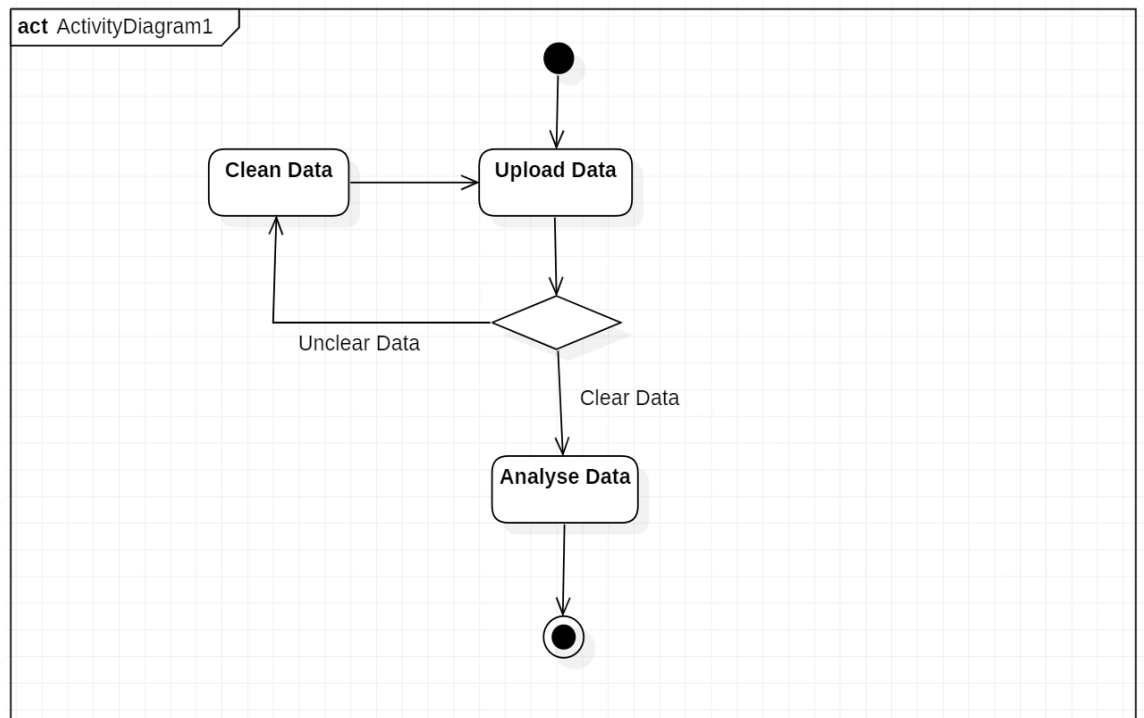 act ActivityDiagram1
Clean Data
Upload Data
Unclear Data
Clear Data
Analyse Data